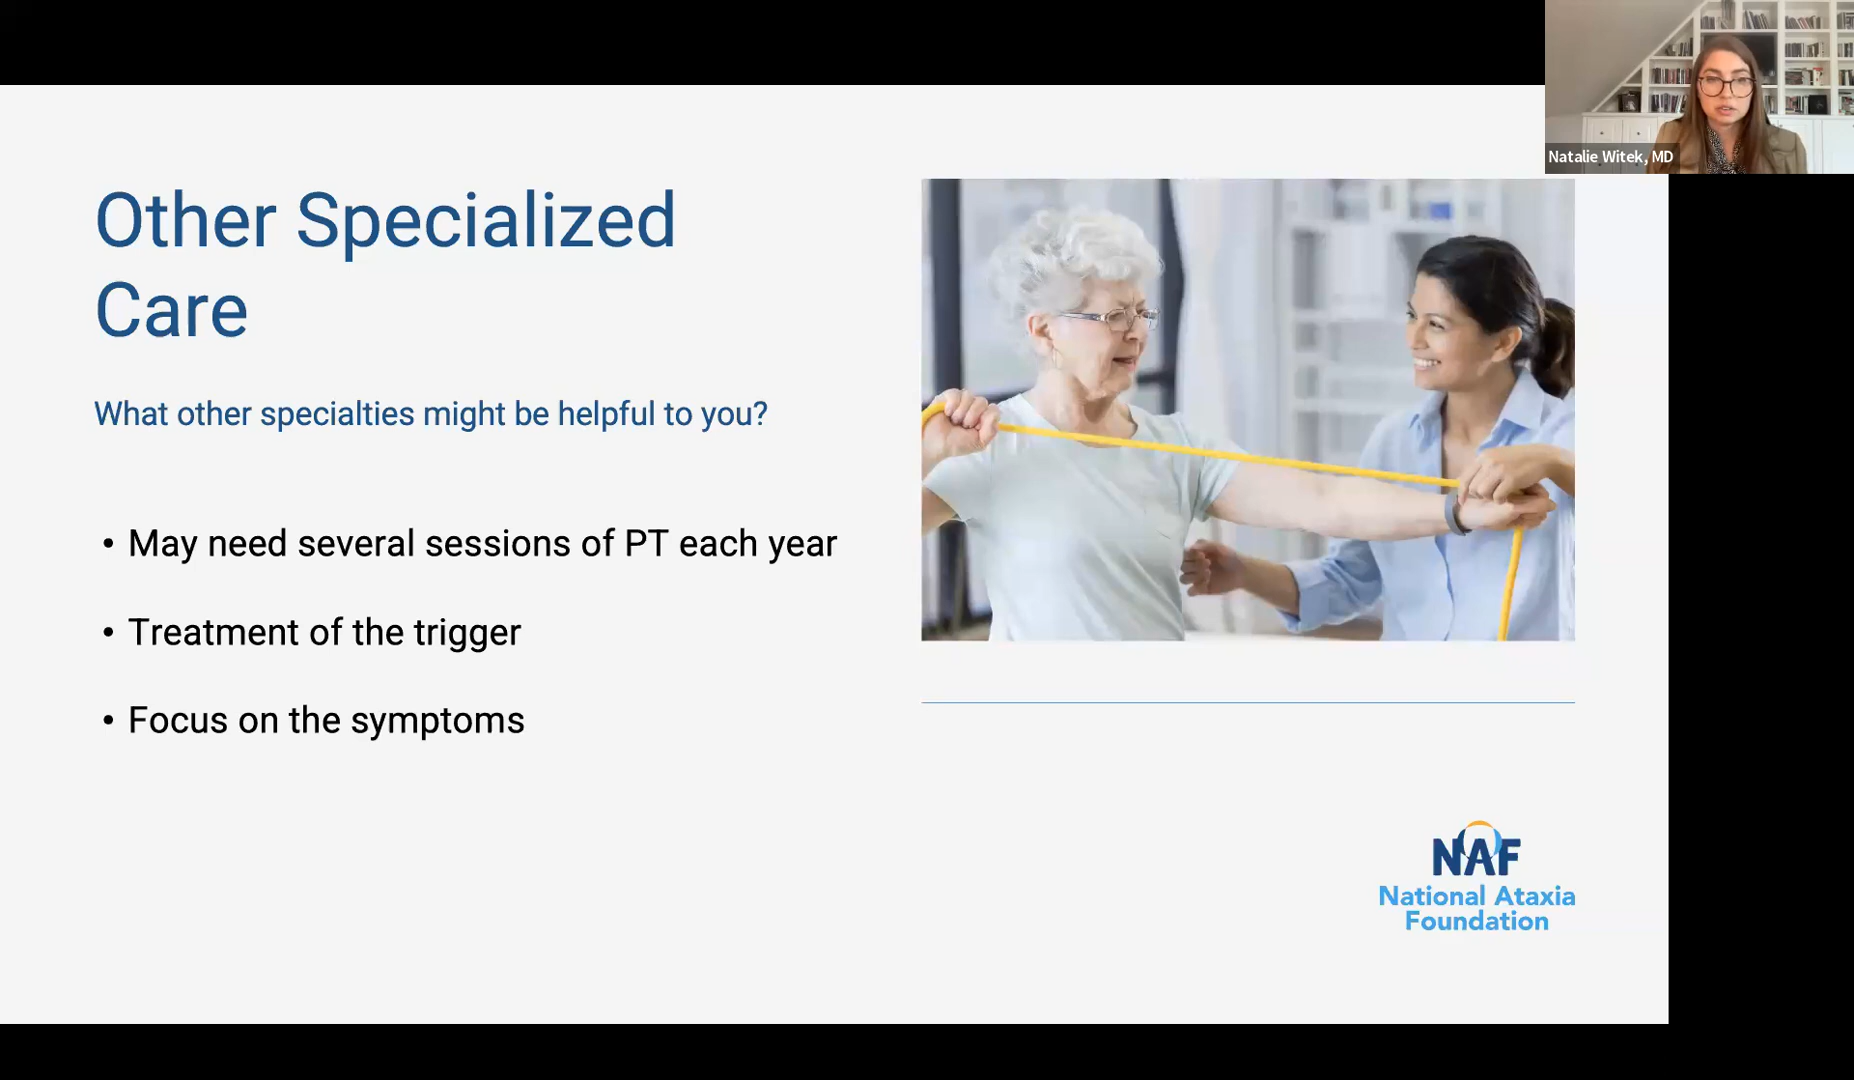 Natalie Witek, MD
Other Specialized
Care
What other specialties might be helpful to you?
• May need several sessions of PT each year
• Treatment of the trigger
• Focus on the symptoms
NAF
National Ataxia
Foundation